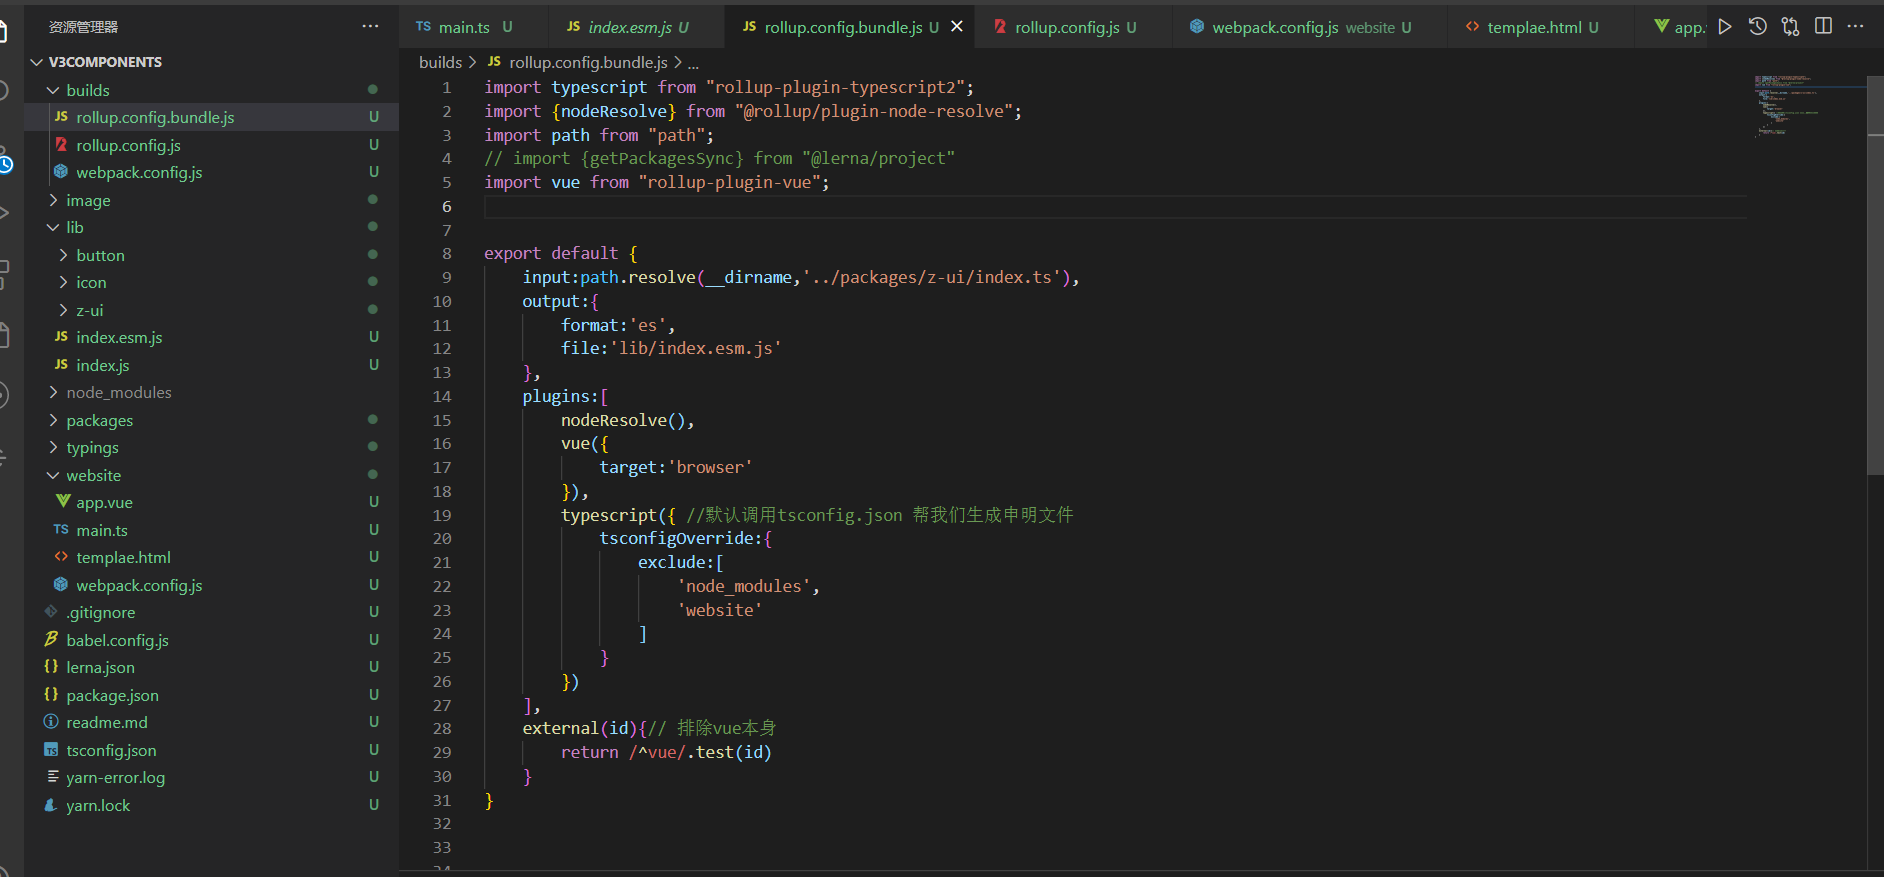 资源管理器
V3COMPONENTS
builds
rollup.config.bundle.js U
rollup.config.js U
webpack.config.js U
image
lib
button
icon
z-ui
index.esm.js U
index.js U
node_modules
packages
typings
website
app.vue U
main.ts U
templae.html U
webpack.config.js U
.gitignore U
babel.config.js U
lerna.json U
package.json U
readme.md U
tsconfig.json U
yarn-error.log U
yarn.lock U
TS main.ts U JS index.esm.js U JS rollup.config.bundle.js U rollup.config.js U webpack.config.js website U templae.html U app.
builds > JS rollup.config.bundle.js > ...
1 import typescript from "rollup-plugin-typescript2";
2 import {nodeResolve} from "@rollup/plugin-node-resolve";
3 import path from "path";
4 // import {getPackagesSync} from "@lerna/project"
5 import vue from "rollup-plugin-vue";
6
7
8 export default {
9 input:path.resolve(__dirname,'../packages/z-ui/index.ts'),
10 output:{
11 format:'es',
12 file:'lib/index.esm.js'
13 },
14 plugins:[
15 nodeResolve(),
16 vue({
17 target:'browser'
18 }),
19 typescript({ //默认调用tsconfig.json 帮我们生成申明文件
20 tsconfigOverride:{
21 exclude:[
22 'node_modules',
23 'website'
24 ]
25 }
26 })
27 ],
28 external(id){// 排除vue本身
29 return /^vue/.test(id)
30 }
31 }
32
33